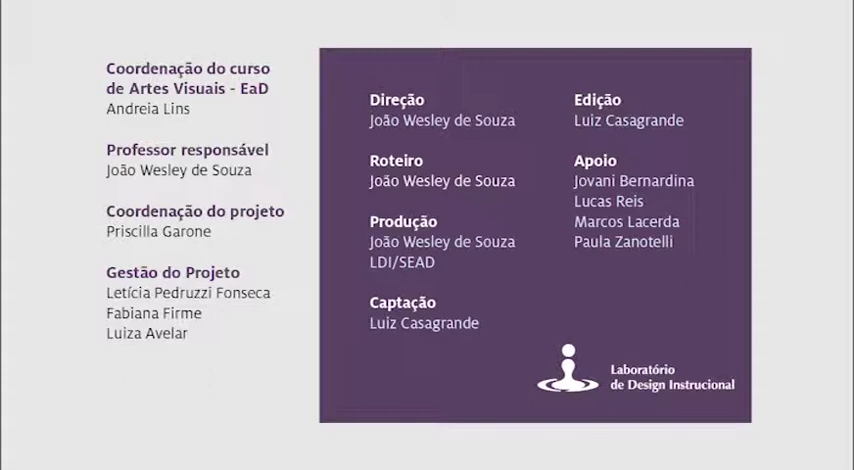 Coordenação do curso
de Artes Visuais - EaD
Andreia Lins
Professor responsável
João Wesley de Souza
Coordenação do projeto
Priscilla Garone
Gestão do Projeto
Letícia Pedruzzi Fonseca
Fabiana Firme
Luiza Avelar
Direção
João Wesley de Souza
Roteiro
João Wesley de Souza
Produção
João Wesley de Souza
LDI/SEAD
Captação
Luiz Casagrande
Edição
Luiz Casagrande
Apoio
Jovani Bernardina
Lucas Reis
Marcos Lacerda
Paula Zanotelli
Laboratório
de Design Instrucional